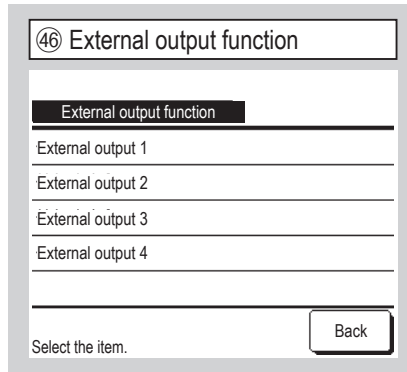 ㊻ External output function
External output function
External output 1
External output 2
External output 3
External output 4
Select the item.
Back